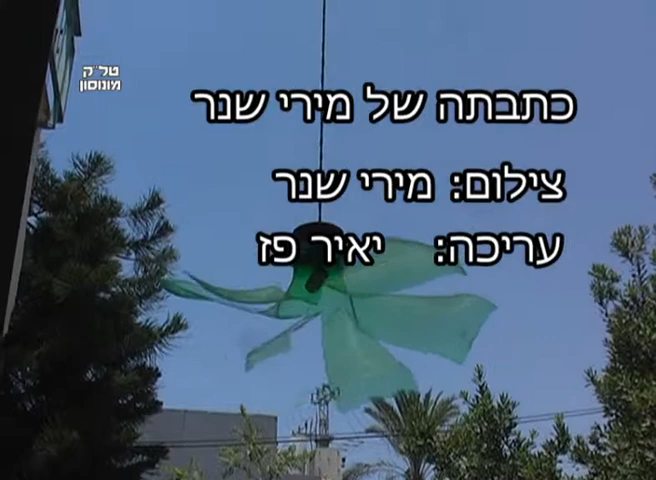 טל״ק
מונוסון
כתבתה של מירי שנר
צילום: מירי שנר
עריכה: יאיר פז